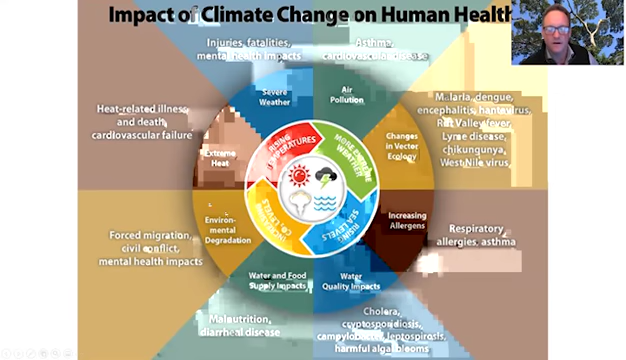 Impact of Climate Change on Human Health
Injuries, fatalities,
mental health impacts
Asthma,
cardiovascular disease
Heat-related illness
and death,
cardiovascular failure
Severe
Weather
Air
Pollution
Malaria, dengue,
encephalitis, hantavirus,
Rift Valley fever,
Lyme disease,
chikungunya,
West Nile virus,
Extreme
Heat
RISING
TEMPERATURES
MORE EXTREME
WEATHER
Changes
in Vector
Ecology
Environ-
mental
Degradation
INCREASING
CO₂ LEVELS
RISING
SEA LEVELS
Increasing
Allergens
Forced migration,
civil conflict,
mental health impacts
Respiratory
allergies, asthma
Water and Food
Supply Impacts
Water
Quality Impacts
Malnutrition,
diarrheal disease
Cholera,
cryptosporidiosis,
campylobacter, leptospirosis,
harmful algal blooms